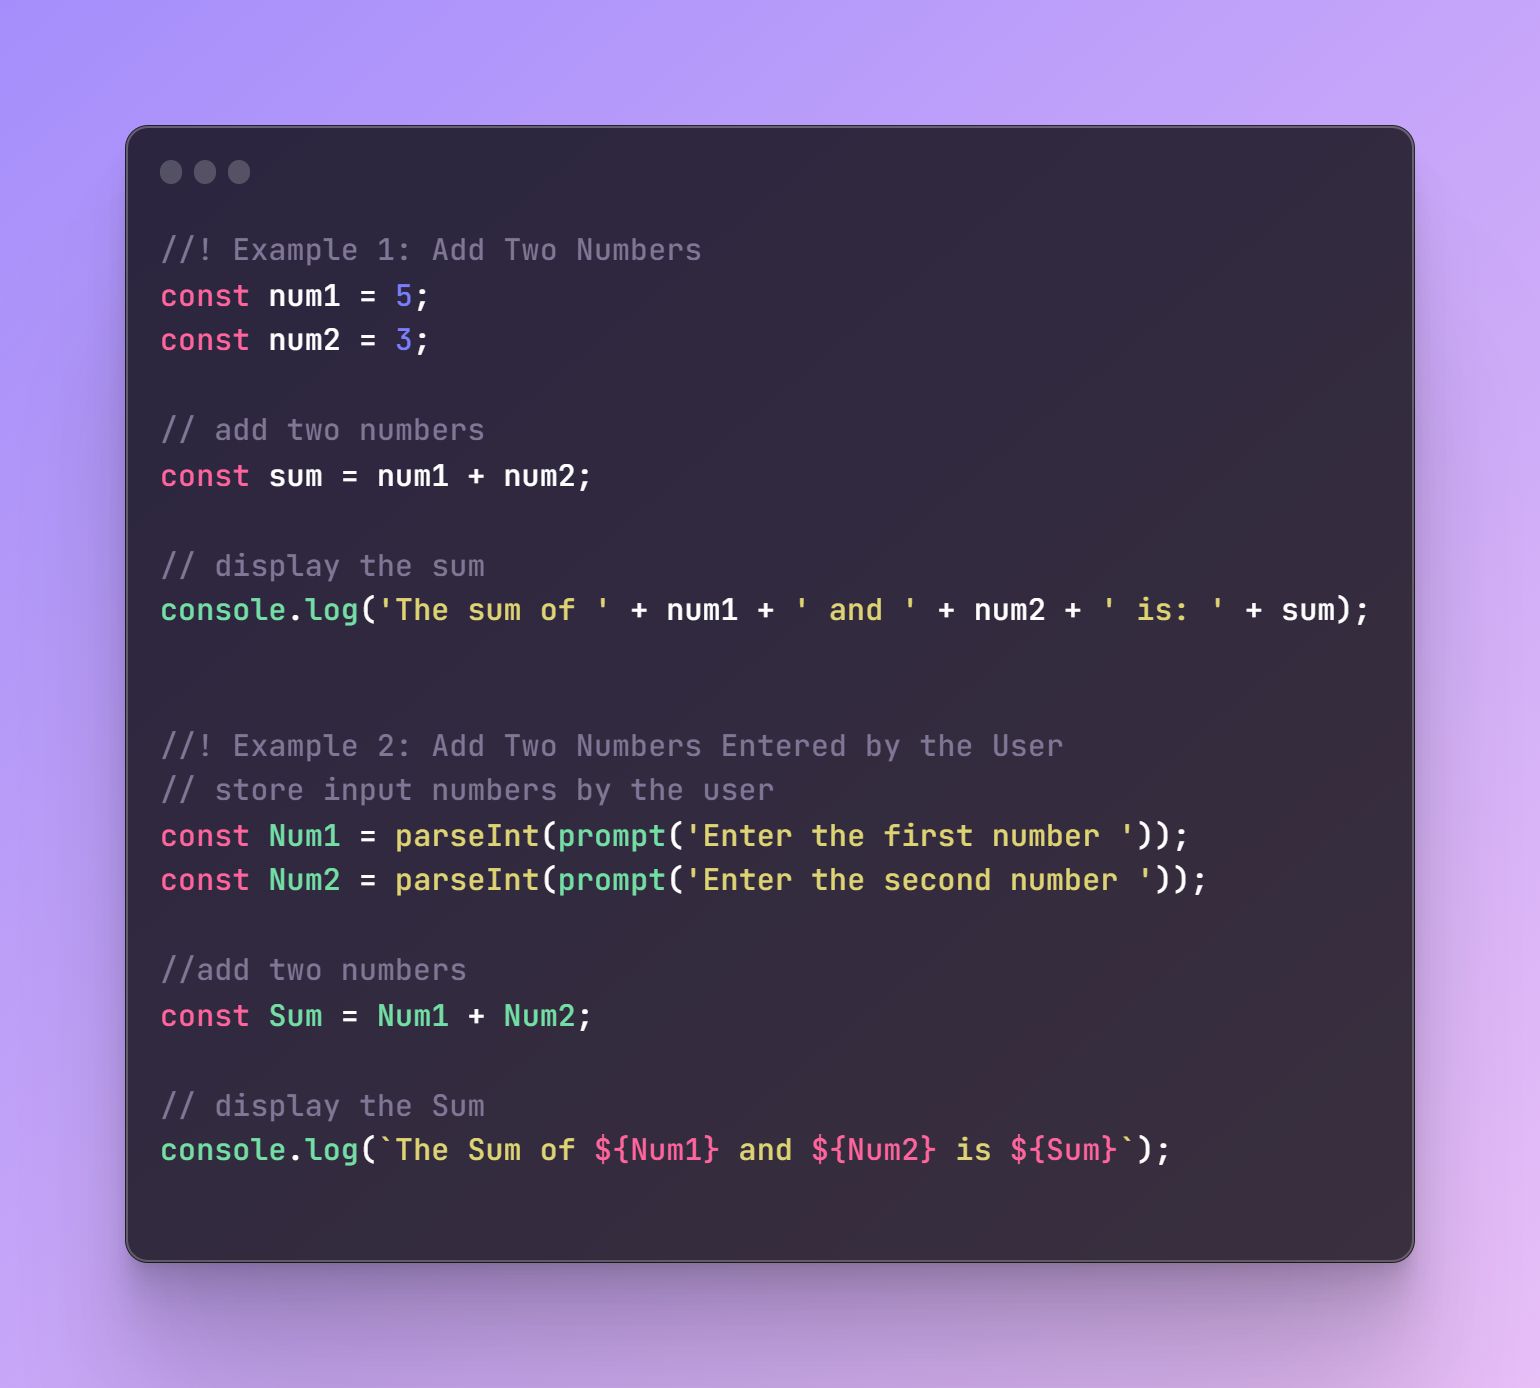 //! Example 1: Add Two Numbers
const num1 = 5;
const num2 = 3;
// add two numbers
const sum = num1 + num2;
// display the sum
console.log('The sum of ' + num1 + ' and ' + num2 + ' is: ' + sum);
//! Example 2: Add Two Numbers Entered by the User
// store input numbers by the user
const Num1 = parseInt(prompt('Enter the first number '));
const Num2 = parseInt(prompt('Enter the second number '));
//add two numbers
const Sum = Num1 + Num2;
// display the Sum
console.log(`The Sum of ${Num1} and ${Num2} is ${Sum}`);